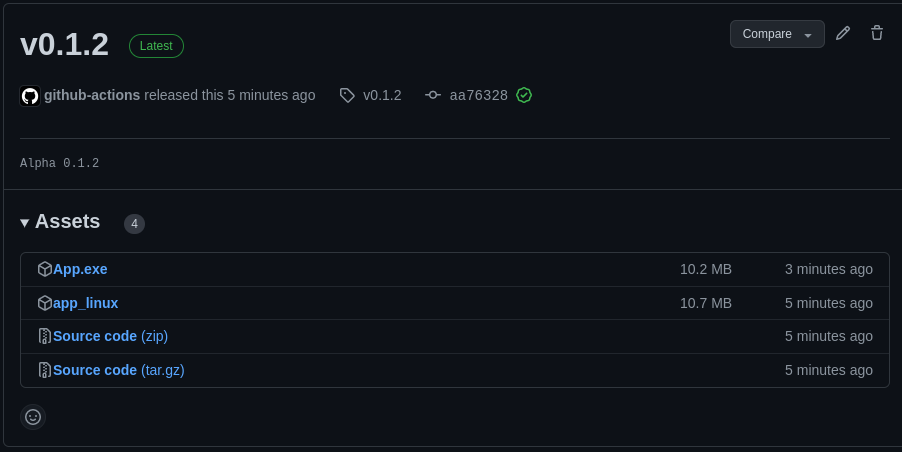 v0.1.2 Latest Compare
github-actions released this 5 minutes ago v0.1.2 aa76328
Alpha 0.1.2
Assets 4
App.exe 10.2 MB 3 minutes ago
app_linux 10.7 MB 5 minutes ago
Source code (zip) 5 minutes ago
Source code (tar.gz) 5 minutes ago